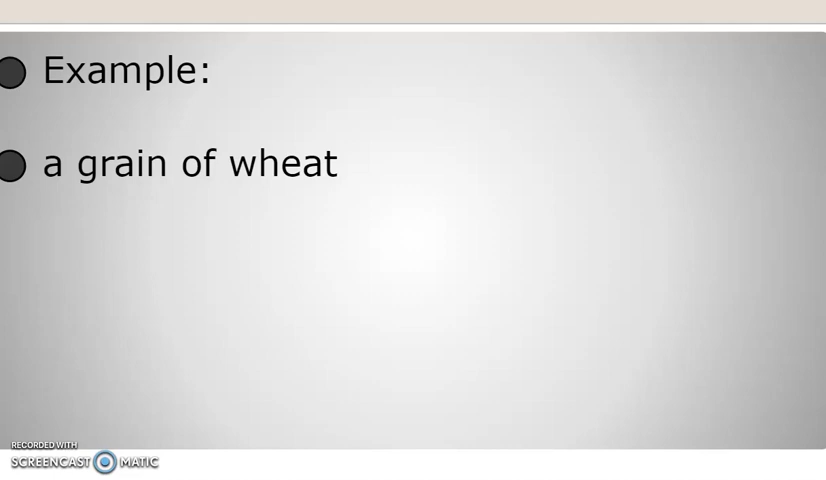 Example:
a grain of wheat
RECORDED WITH
SCREENCAST MATIC